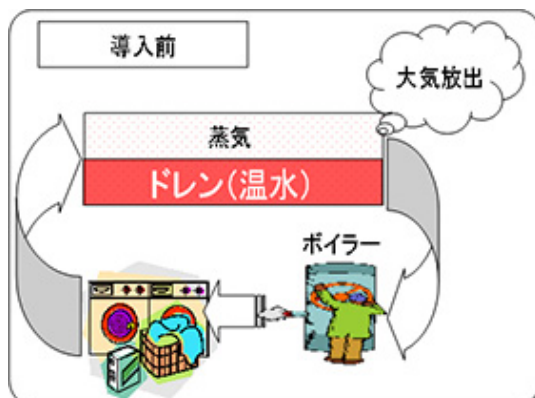 導入前
大気放出
蒸気
ドレン(温水)
ボイラー